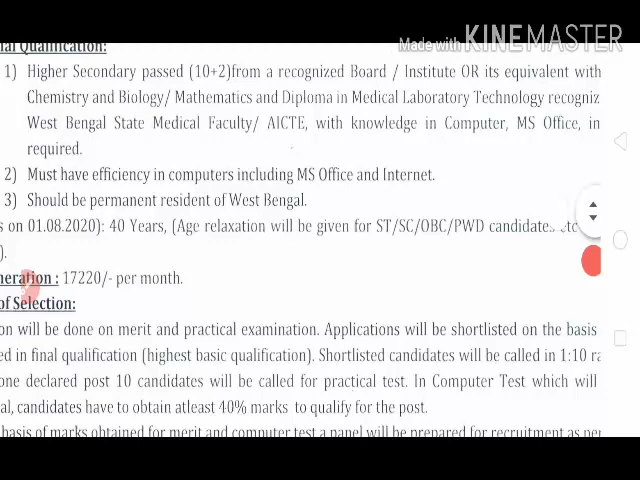 Made with KINEMASTER
nal Qualification:
1) Higher Secondary passed (10+2)from a recognized Board / Institute OR its equivalent with
Chemistry and Biology/ Mathematics and Diploma in Medical Laboratory Technology recogniz
West Bengal State Medical Faculty/ AICTE, with knowledge in Computer, MS Office, in
required.
2) Must have efficiency in computers including MS Office and Internet.
3) Should be permanent resident of West Bengal.
s on 01.08.2020): 40 Years, (Age relaxation will be given for ST/SC/OBC/PWD candidates etc
).
neration : 17220/- per month.
of Selection:
on will be done on merit and practical examination. Applications will be shortlisted on the basis
ed in final qualification (highest basic qualification). Shortlisted candidates will be called in 1:10 ra
one declared post 10 candidates will be called for practical test. In Computer Test which will
al, candidates have to obtain atleast 40% marks to qualify for the post.
basis of marks obtained for merit and computer test a panel will be prepared for recruitment as per